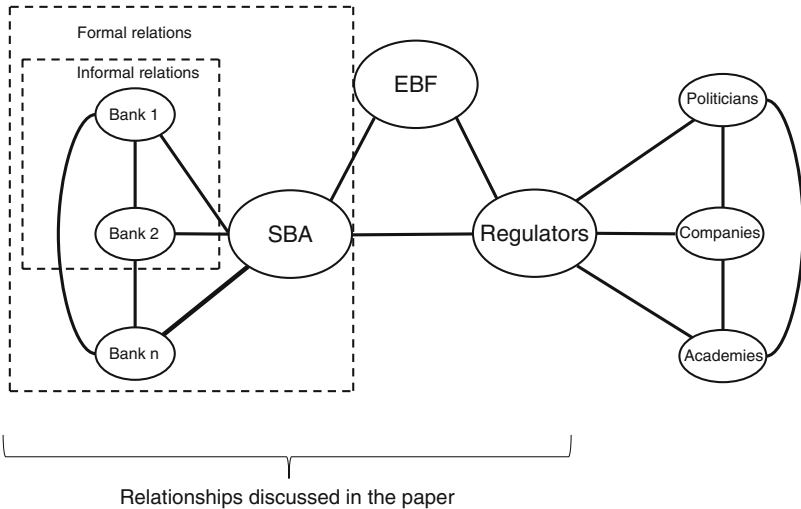 Formal relations
Informal relations
Bank 1
Bank 2
Bank n
SBA
EBF
Regulators
Politicians
Companies
Academies
Relationships discussed in the paper